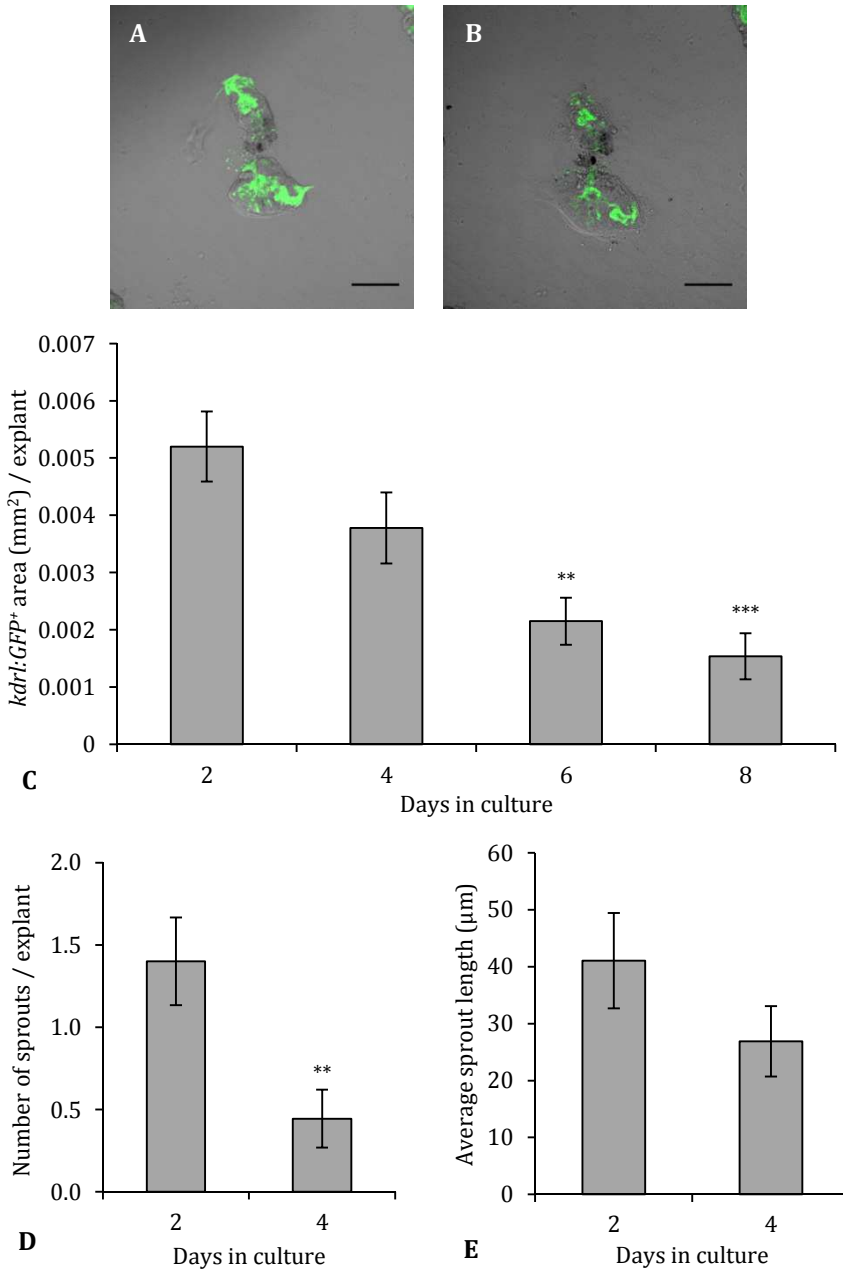 A
B
0.007
0.006
0.005
0.004
0.003
0.002
0.001
0
kdrl:GFP⁺ area (mm²) / explant
**
***
2 4 6 8
Days in culture
C
2.0
1.5
1.0
0.5
0.0
Number of sprouts / explant
**
2 4
Days in culture
D
60
50
40
30
20
10
0
Average sprout length (µm)
2 4
Days in culture
E